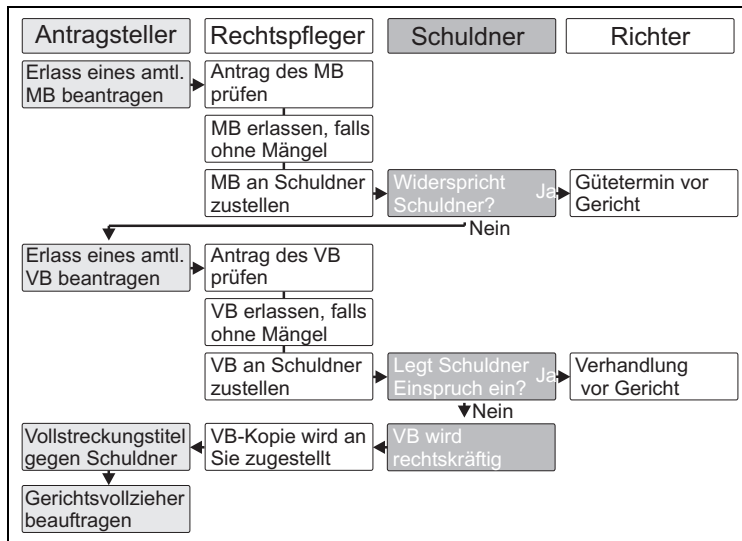 Antragsteller
Rechtspfleger
Schuldner
Richter
Erlass eines amtl.
MB beantragen
Antrag des MB
prüfen
MB erlassen, falls
ohne Mängel
MB an Schuldner
zustellen
Widerspricht
Schuldner?
Ja
Gütetermin vor
Gericht
Nein
Erlass eines amtl.
VB beantragen
Antrag des VB
prüfen
VB erlassen, falls
ohne Mängel
VB an Schuldner
zustellen
Legt Schuldner
Einspruch ein?
Ja
Verhandlung
vor Gericht
Nein
Vollstreckungstitel
gegen Schuldner
VB-Kopie wird an
Sie zugestellt
VB wird
rechtskräftig
Gerichtsvollzieher
beauftragen